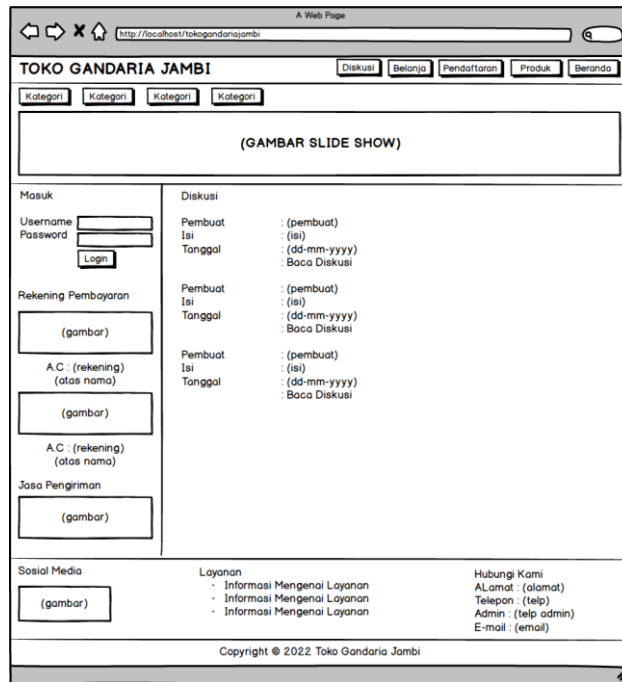 A Web Page
http://localhost/tokogandariajambi
TOKO GANDARIA JAMBI
Diskusi Belanja Pendaftaran Produk Beranda
Kategori Kategori Kategori Kategori
(GAMBAR SLIDE SHOW)
Masuk
Username
Password
Login
Rekening Pembayaran
(gambar)
A.C : (rekening)
(atas nama)
(gambar)
A.C : (rekening)
(atas nama)
Jasa Pengiriman
(gambar)
Diskusi
Pembuat : (pembuat)
Isi : (isi)
Tanggal : (dd-mm-yyyy)
: Baca Diskusi
Pembuat : (pembuat)
Isi : (isi)
Tanggal : (dd-mm-yyyy)
: Baca Diskusi
Pembuat : (pembuat)
Isi : (isi)
Tanggal : (dd-mm-yyyy)
: Baca Diskusi
Sosial Media
(gambar)
Layanan
· Informasi Mengenai Layanan
· Informasi Mengenai Layanan
· Informasi Mengenai Layanan
Hubungi Kami
ALamat : (alamat)
Telepon : (telp)
Admin : (telp admin)
E-mail : (email)
Copyright © 2022 Toko Gandaria Jambi